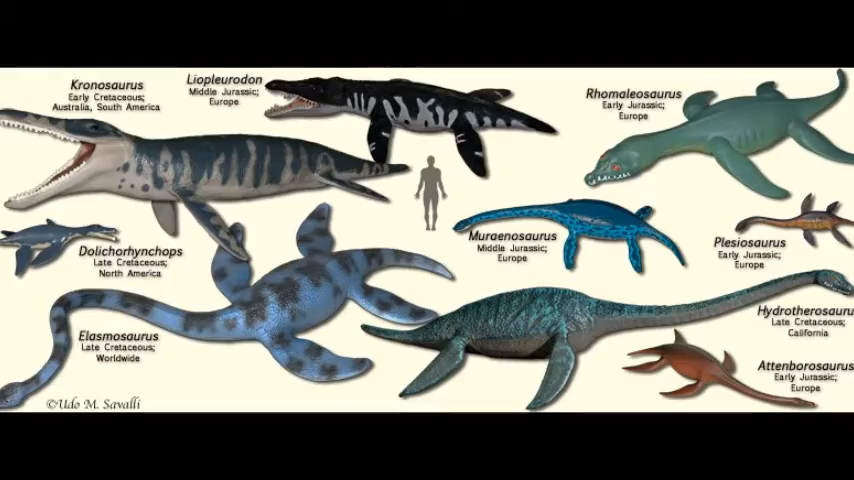 Kronosaurus
Early Cretaceous;
Australia, South America
Liopleurodon
Middle Jurassic;
Europe
Rhomaleosaurus
Early Jurassic;
Europe
Dolichorhynchops
Late Cretaceous;
North America
Muraenosaurus
Middle Jurassic;
Europe
Plesiosaurus
Early Jurassic;
Europe
Elasmosaurus
Late Cretaceous;
Worldwide
Hydrotherosauru
Late Cretaceous;
California
Attenborosaurus
Early Jurassic;
Europe
©Udo M. Savalli